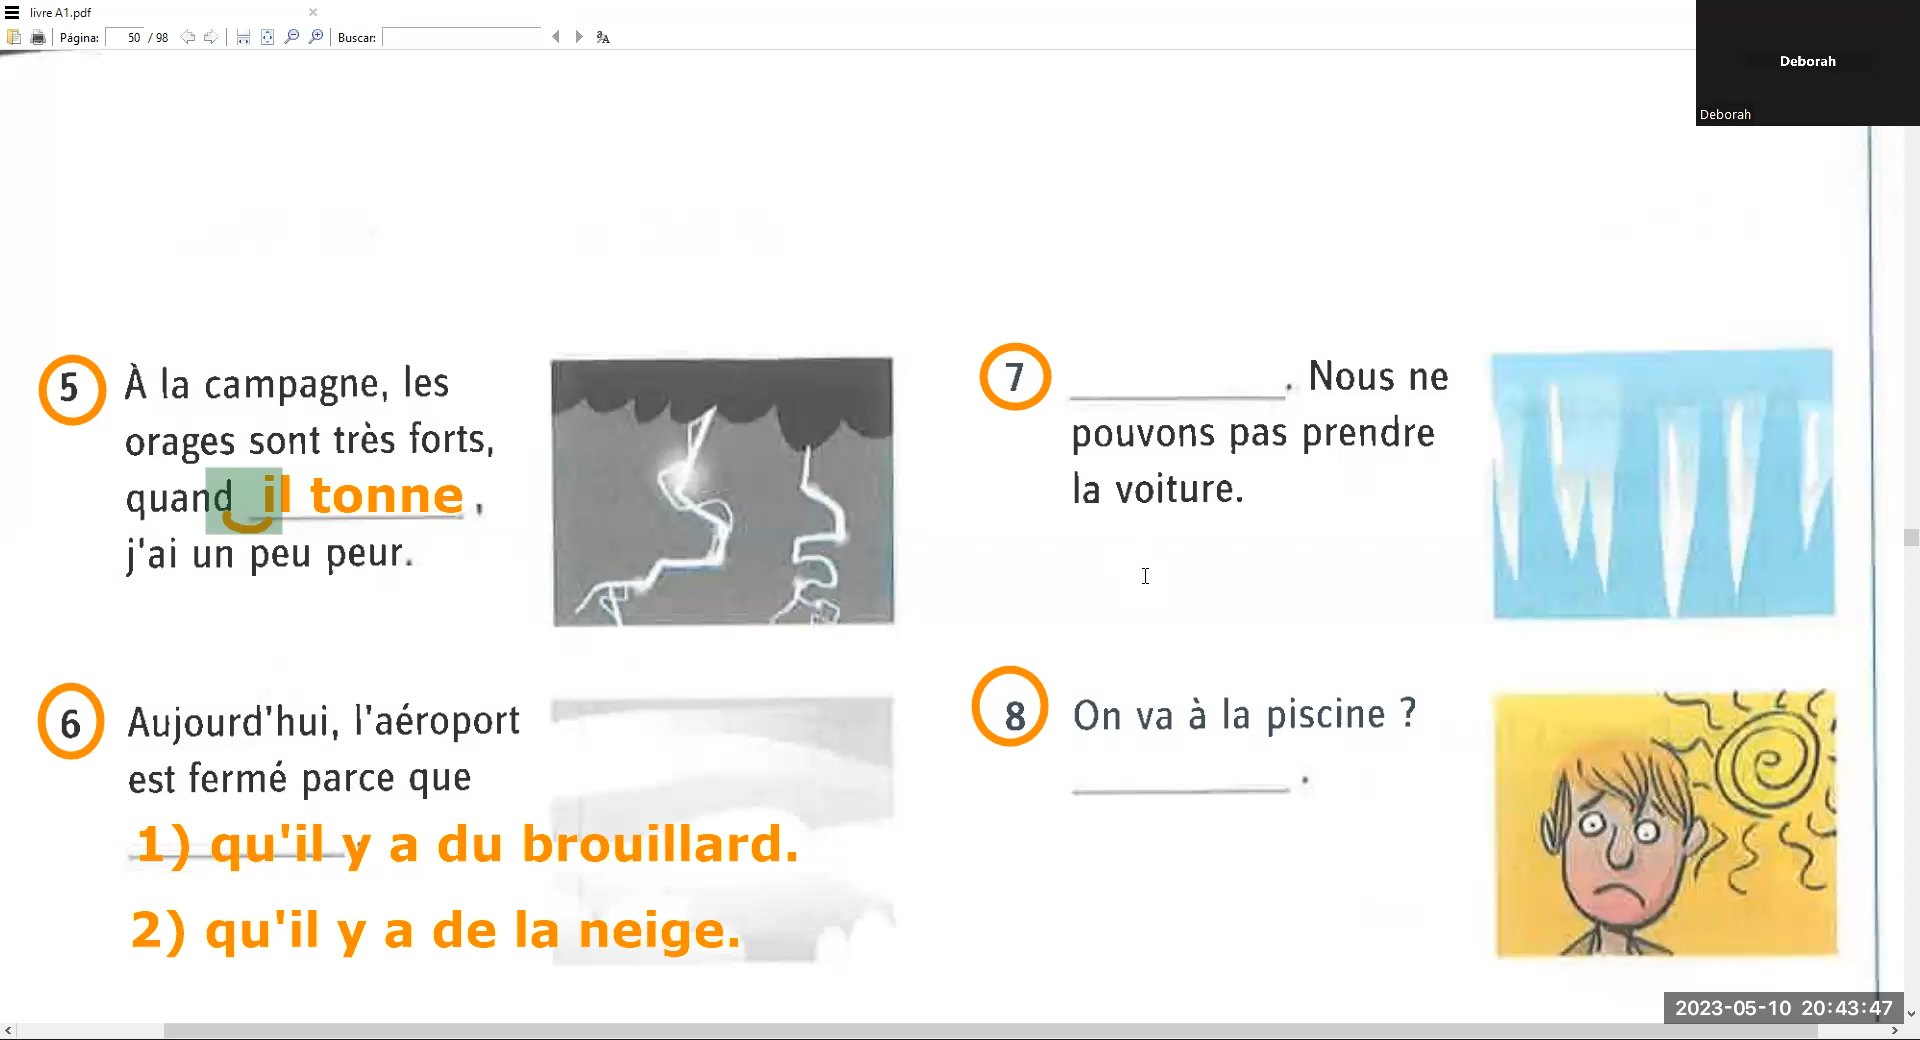 livre A1.pdf
Página: 50 / 98 Buscar:
Deborah
Deborah
5 À la campagne, les
orages sont très forts,
quand il tonne ,
j'ai un peu peur.
6 Aujourd'hui, l'aéroport
est fermé parce que
1) qu'il y a du brouillard.
2) qu'il y a de la neige.
7 . Nous ne
pouvons pas prendre
la voiture.
8 On va à la piscine ?
.
2023-05-10 20:43:47